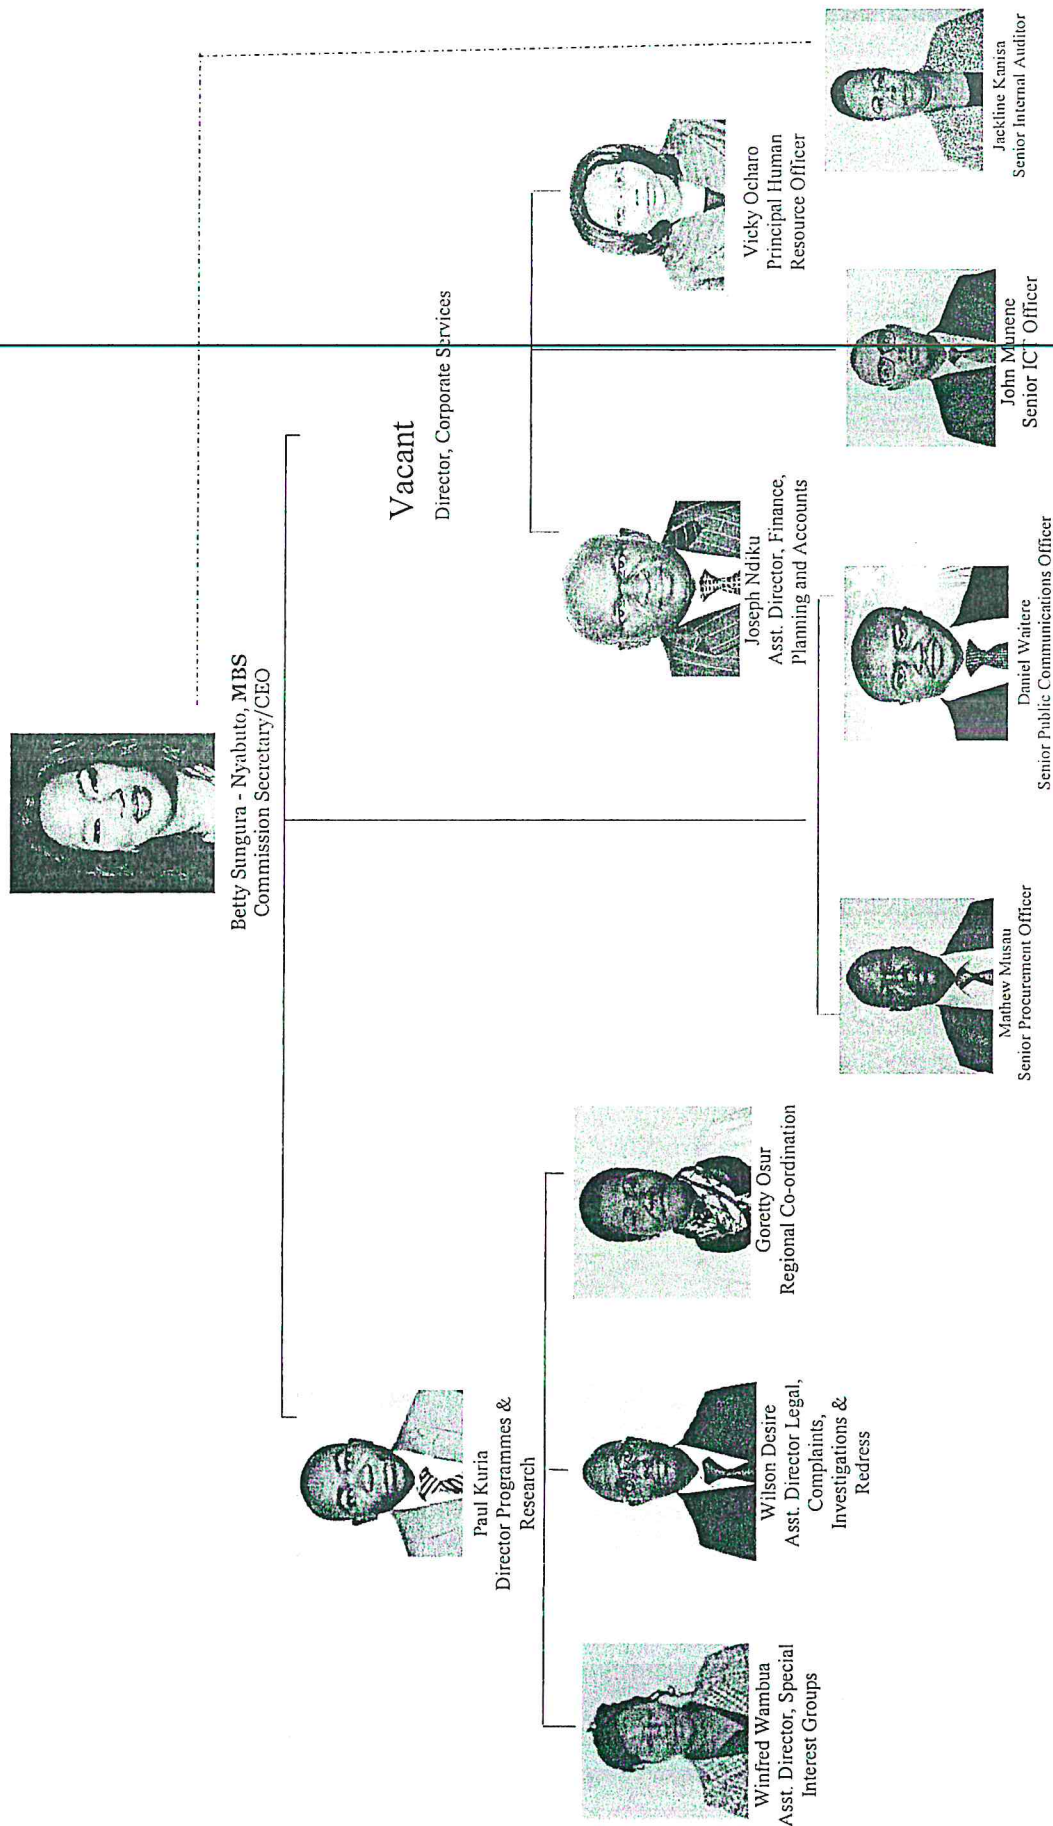 Betty Sungura - Nyabuto, MBS
Commission Secretary/CEO
Paul Kuria
Director Programmes &
Research
Vacant
Director, Corporate Services
Winfred Wambua
Asst. Director, Special
Interest Groups
Wilson Desire
Asst. Director Legal,
Complaints,
Investigations &
Redress
Goretty Osur
Regional Co-ordination
Joseph Ndiku
Asst. Director, Finance,
Planning and Accounts
Vicky Ocharo
Principal Human
Resource Officer
Mathew Musau
Senior Procurement Officer
Daniel Waitere
Senior Public Communications Officer
John Munene
Senior ICT Officer
Jackline Kanisa
Senior Internal Auditor